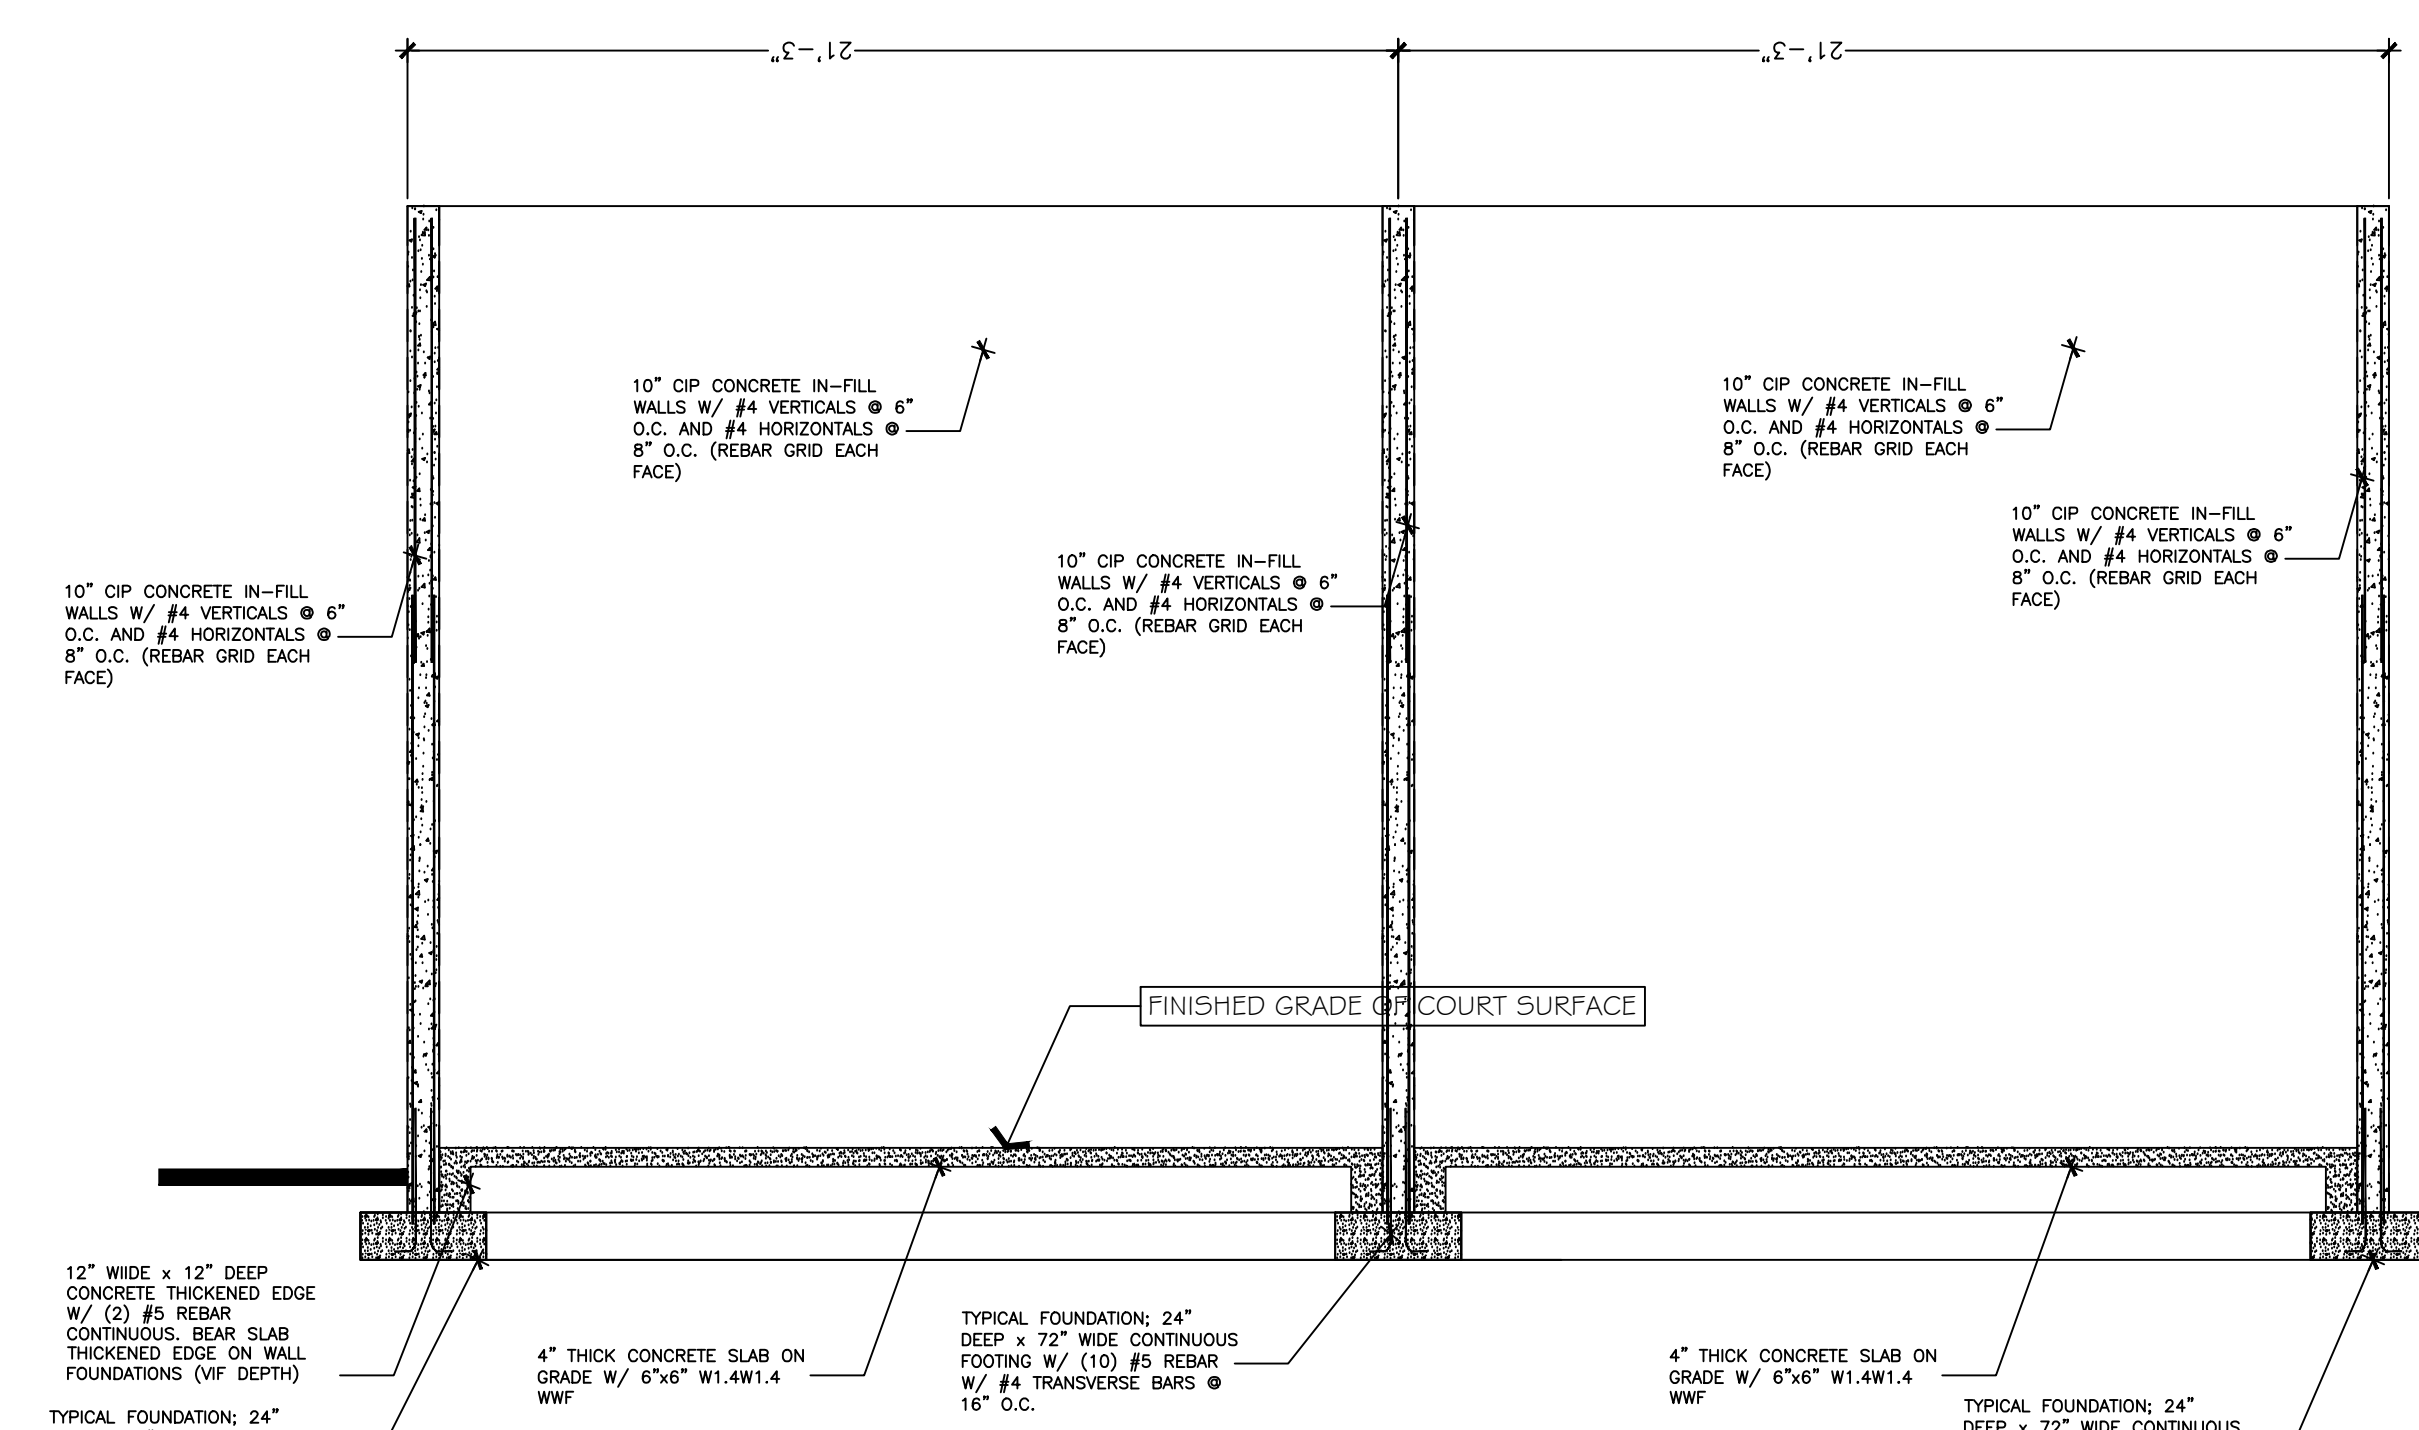 21'-3"
21'-3"
10" CIP CONCRETE IN-FILL
WALLS W/ #4 VERTICALS @ 6"
O.C. AND #4 HORIZONTALS @
8" O.C. (REBAR GRID EACH
FACE)
10" CIP CONCRETE IN-FILL
WALLS W/ #4 VERTICALS @ 6"
O.C. AND #4 HORIZONTALS @
8" O.C. (REBAR GRID EACH
FACE)
10" CIP CONCRETE IN-FILL
WALLS W/ #4 VERTICALS @ 6"
O.C. AND #4 HORIZONTALS @
8" O.C. (REBAR GRID EACH
FACE)
10" CIP CONCRETE IN-FILL
WALLS W/ #4 VERTICALS @ 6"
O.C. AND #4 HORIZONTALS @
8" O.C. (REBAR GRID EACH
FACE)
10" CIP CONCRETE IN-FILL
WALLS W/ #4 VERTICALS @ 6"
O.C. AND #4 HORIZONTALS @
8" O.C. (REBAR GRID EACH
FACE)
FINISHED GRADE OF COURT SURFACE
12" WIIDE x 12" DEEP
CONCRETE THICKENED EDGE
W/ (2) #5 REBAR
CONTINUOUS. BEAR SLAB
THICKENED EDGE ON WALL
FOUNDATIONS (VIF DEPTH)
TYPICAL FOUNDATION; 24"
4" THICK CONCRETE SLAB ON
GRADE W/ 6"x6" W1.4W1.4
WWF
TYPICAL FOUNDATION; 24"
DEEP x 72" WIDE CONTINUOUS
FOOTING W/ (10) #5 REBAR
W/ #4 TRANSVERSE BARS @
16" O.C.
4" THICK CONCRETE SLAB ON
GRADE W/ 6"x6" W1.4W1.4
WWF
TYPICAL FOUNDATION; 24"
DEEP x 72" WIDE CONTINUOUS